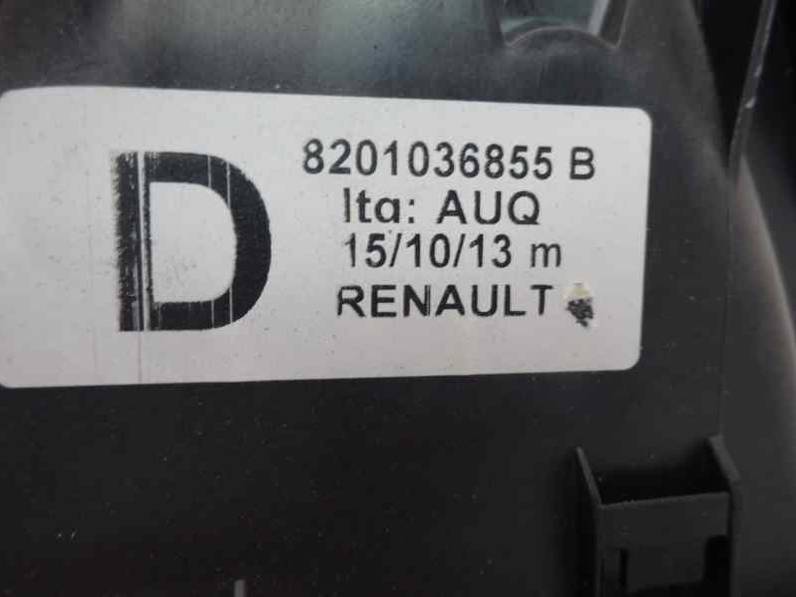 D
8201036855 B
Ita: AUQ
15/10/13 m
RENAULT